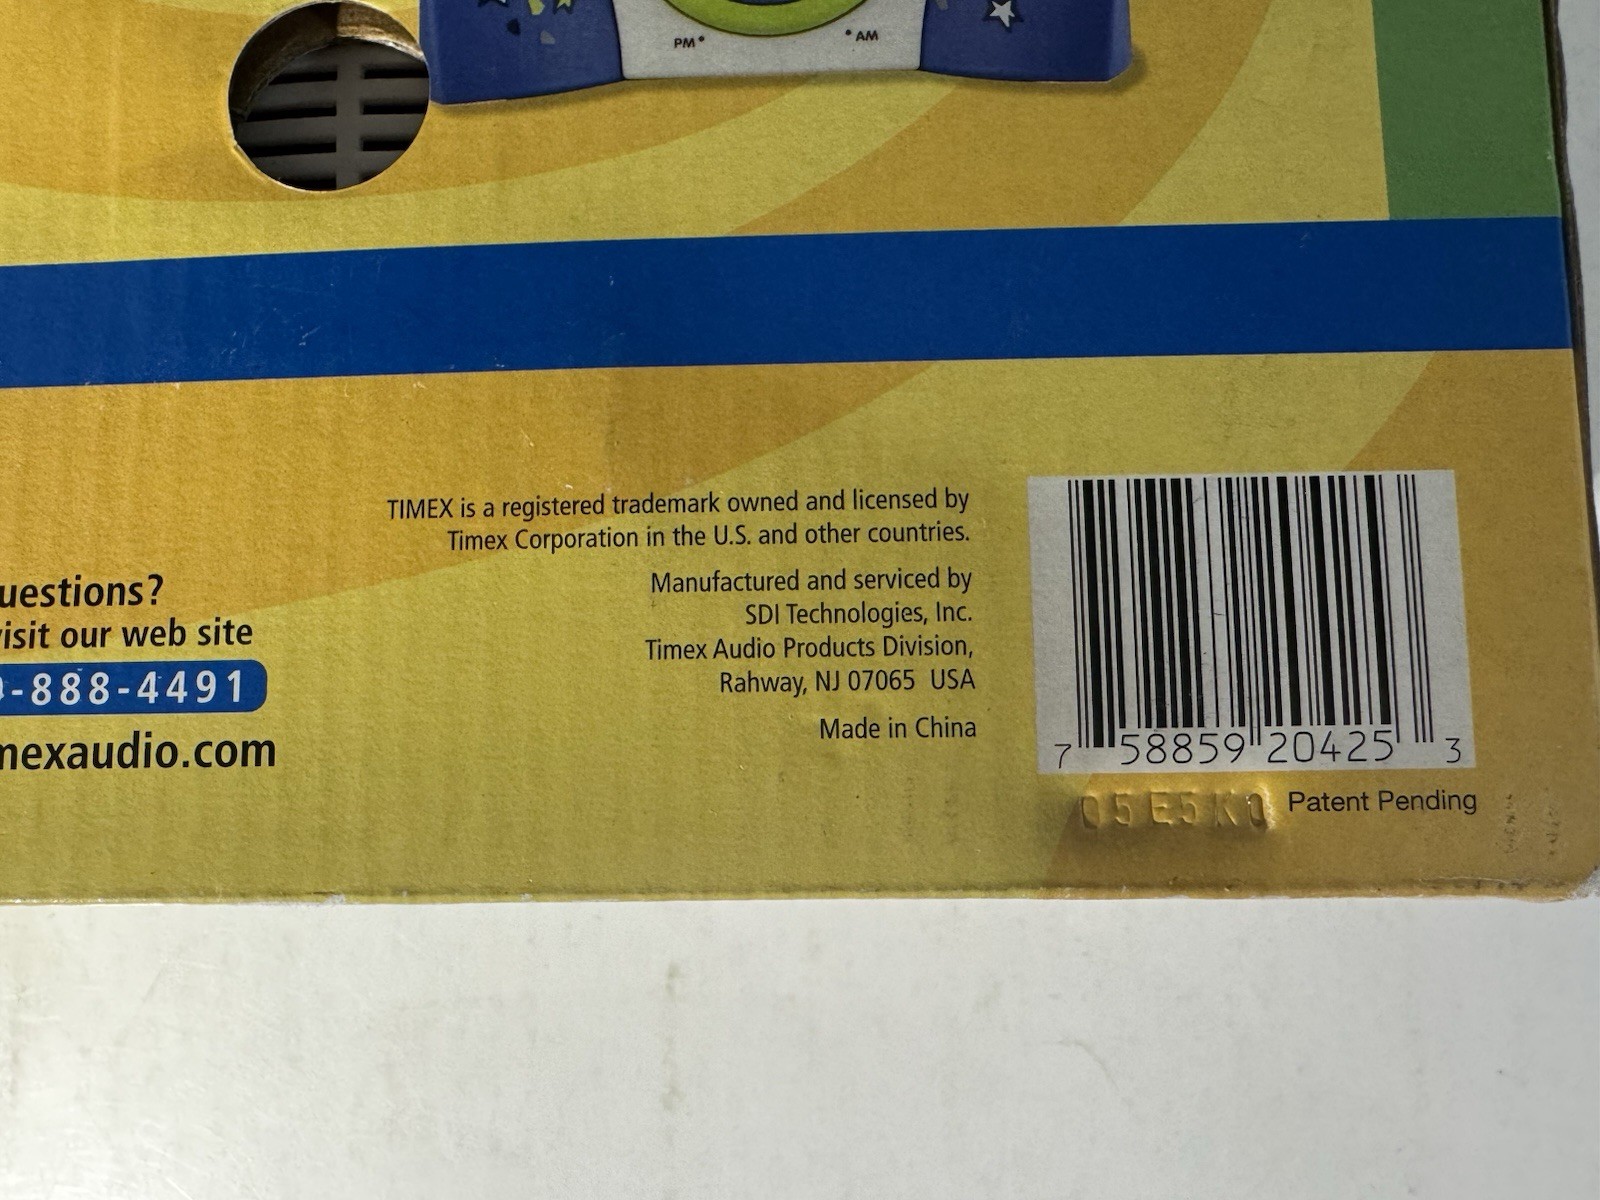 PM
AM
TIMEX is a registered trademark owned and licensed by
Timex Corporation in the U.S. and other countries.
Manufactured and serviced by
SDI Technologies, Inc.
Timex Audio Products Division,
Rahway, NJ 07065 USA
Made in China
uestions?
visit our web site
-888-4491
mexaudio.com
7 58859 20425 3
05E5K0 Patent Pending